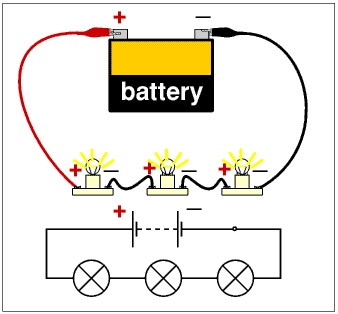 + −
battery
+ − + − + −
+ −